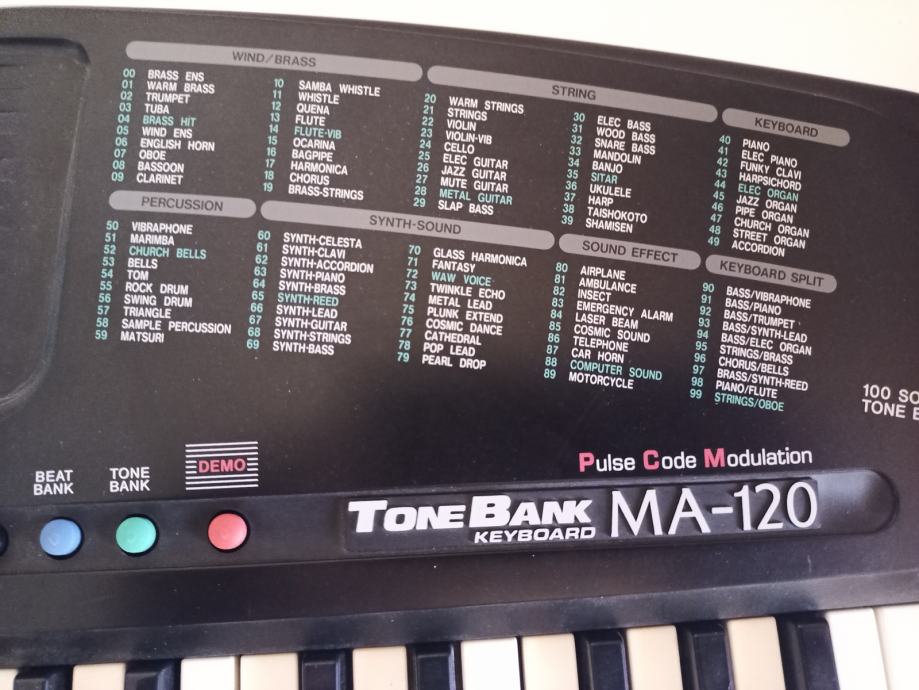 WIND/BRASS
00 BRASS ENS
01 WARM BRASS
02 TRUMPET
03 TUBA
04 BRASS HIT
05 WIND ENS
06 ENGLISH HORN
07 OBOE
08 BASSOON
09 CLARINET
10 SAMBA WHISTLE
11 WHISTLE
12 QUENA
13 FLUTE
14 FLUTE-VIB
15 OCARINA
16 BAGPIPE
17 HARMONICA
18 CHORUS
19 BRASS-STRINGS
STRING
20 WARM STRINGS
21 STRINGS
22 VIOLIN
23 VIOLIN-VIB
24 CELLO
25 ELEC GUITAR
26 JAZZ GUITAR
27 MUTE GUITAR
28 METAL GUITAR
29 SLAP BASS
30 ELEC BASS
31 WOOD BASS
32 SNARE BASS
33 MANDOLIN
34 BANJO
35 SITAR
36 UKULELE
37 HARP
38 TAISHOKOTO
39 SHAMISEN
KEYBOARD
40 PIANO
41 ELEC PIANO
42 FUNKY CLAVI
43 HARPSICHORD
44 ELEC ORGAN
45 JAZZ ORGAN
46 PIPE ORGAN
47 CHURCH ORGAN
48 STREET ORGAN
49 ACCORDION
PERCUSSION
50 VIBRAPHONE
51 MARIMBA
52 CHURCH BELLS
53 BELLS
54 TOM
55 ROCK DRUM
56 SWING DRUM
57 TRIANGLE
58 SAMPLE PERCUSSION
59 MATSURI
SYNTH-SOUND
60 SYNTH-CELESTA
61 SYNTH-CLAVI
62 SYNTH-ACCORDION
63 SYNTH-PIANO
64 SYNTH-BRASS
65 SYNTH-REED
66 SYNTH-LEAD
67 SYNTH-GUITAR
68 SYNTH-STRINGS
69 SYNTH-BASS
70 GLASS HARMONICA
71 FANTASY
72 WAW VOICE
73 TWINKLE ECHO
74 METAL LEAD
75 PLUNK EXTEND
76 COSMIC DANCE
77 CATHEDRAL
78 POP LEAD
79 PEARL DROP
SOUND EFFECT
80 AIRPLANE
81 AMBULANCE
82 INSECT
83 EMERGENCY ALARM
84 LASER BEAM
85 COSMIC SOUND
86 TELEPHONE
87 CAR HORN
88 COMPUTER SOUND
89 MOTORCYCLE
KEYBOARD SPLIT
90 BASS/VIBRAPHONE
91 BASS/PIANO
92 BASS/TRUMPET
93 BASS/SYNTH-LEAD
94 BASS/ELEC ORGAN
95 STRINGS/BRASS
96 CHORUS/BELLS
97 BRASS/SYNTH-REED
98 PIANO/FLUTE
99 STRINGS/OBOE
100 SO
TONE B
BEAT
BANK
TONE
BANK
DEMO
Pulse Code Modulation
TONEBANK
KEYBOARD
MA-120